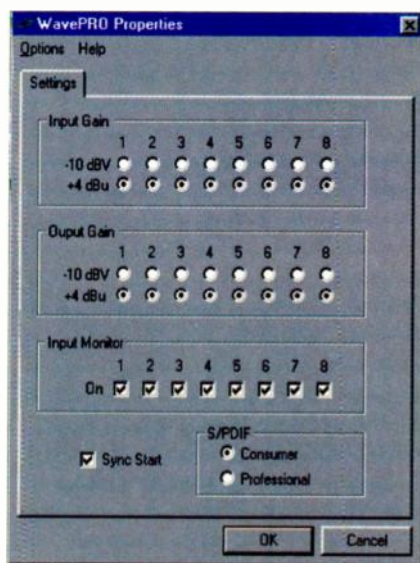 WavePRO Properties
Options Help
Settings
Input Gain
1 2 3 4 5 6 7 8
-10 dBV
+4 dBu
Ouput Gain
1 2 3 4 5 6 7 8
-10 dBV
+4 dBu
Input Monitor
1 2 3 4 5 6 7 8
On
Sync Start
S/PDIF
Consumer
Professional
OK Cancel